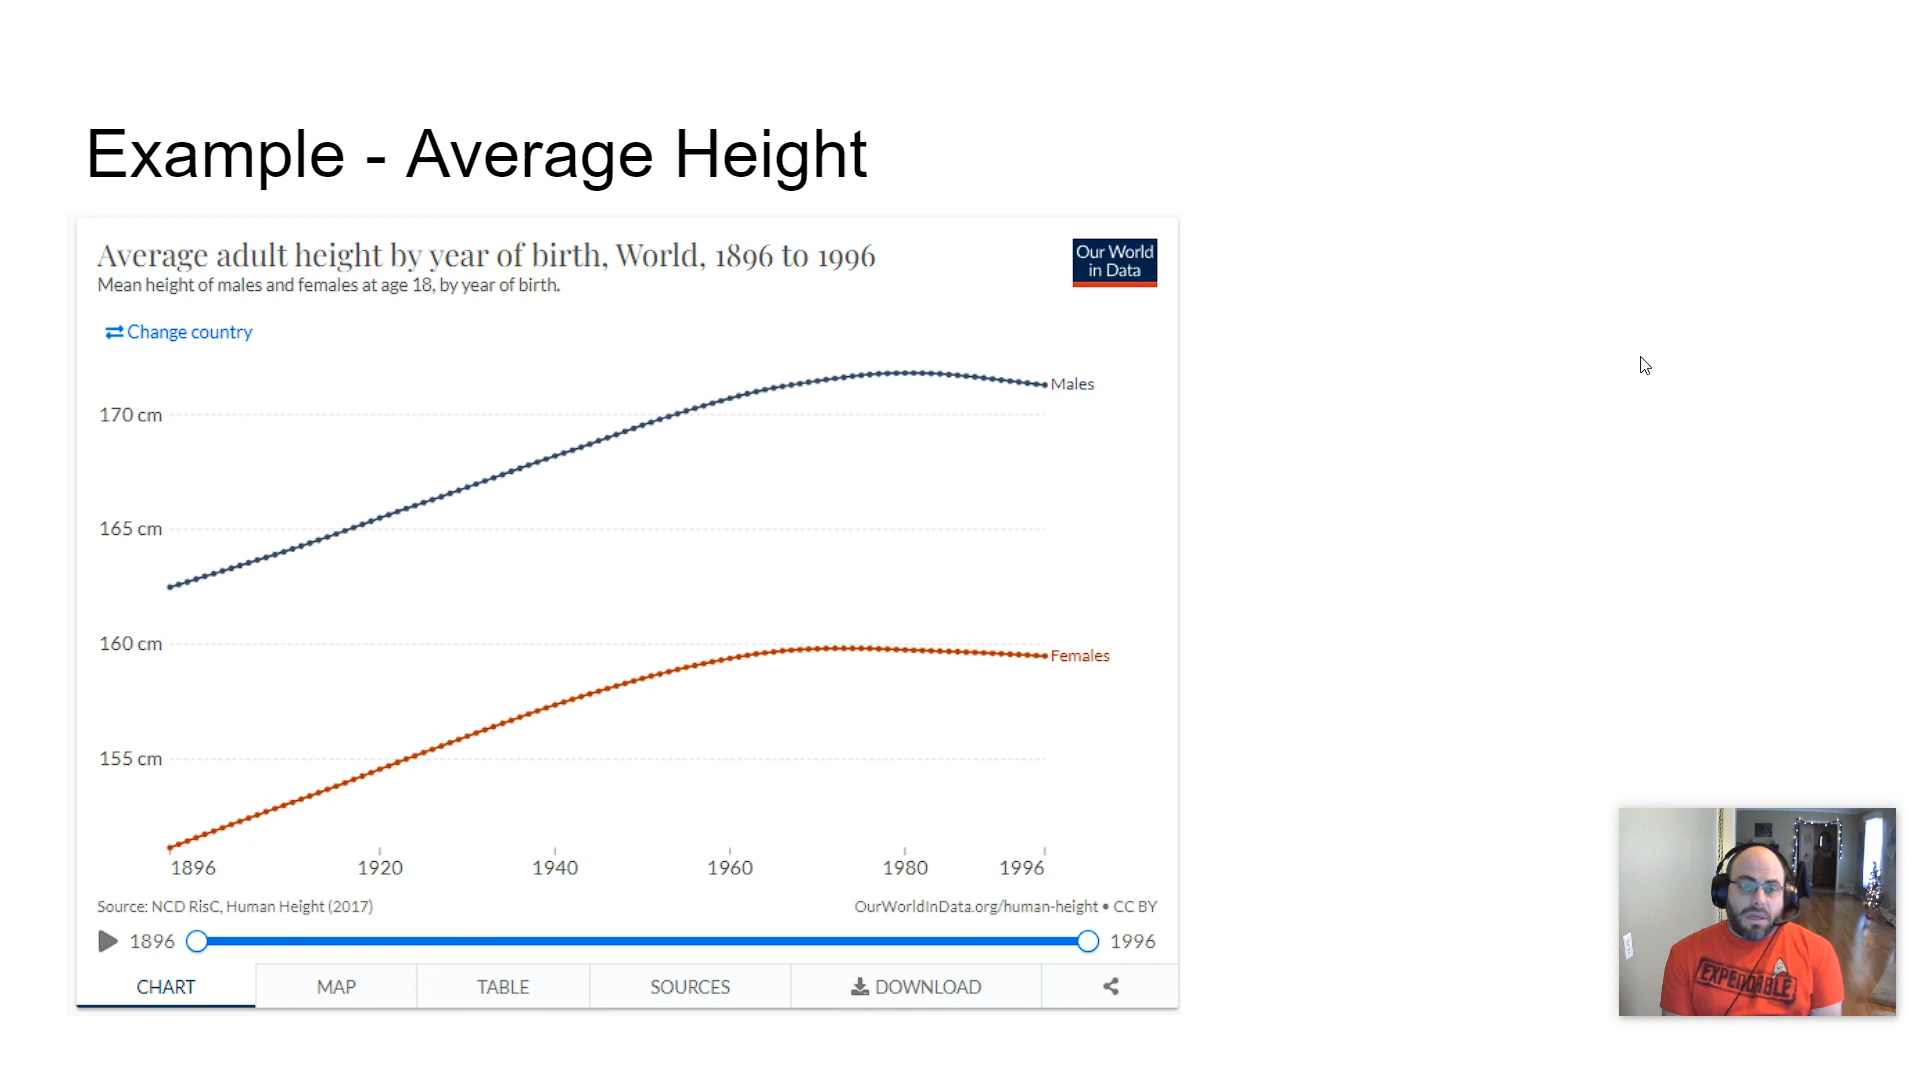 Example - Average Height
Average adult height by year of birth, World, 1896 to 1996
Mean height of males and females at age 18, by year of birth.
Our World
in Data
Change country
Males
170 cm
165 cm
160 cm
Females
155 cm
1896 1920 1940 1960 1980 1996
Source: NCD RisC, Human Height (2017)
OurWorldInData.org/human-height • CC BY
1896 1996
CHART MAP TABLE SOURCES DOWNLOAD
EXPENDABLE